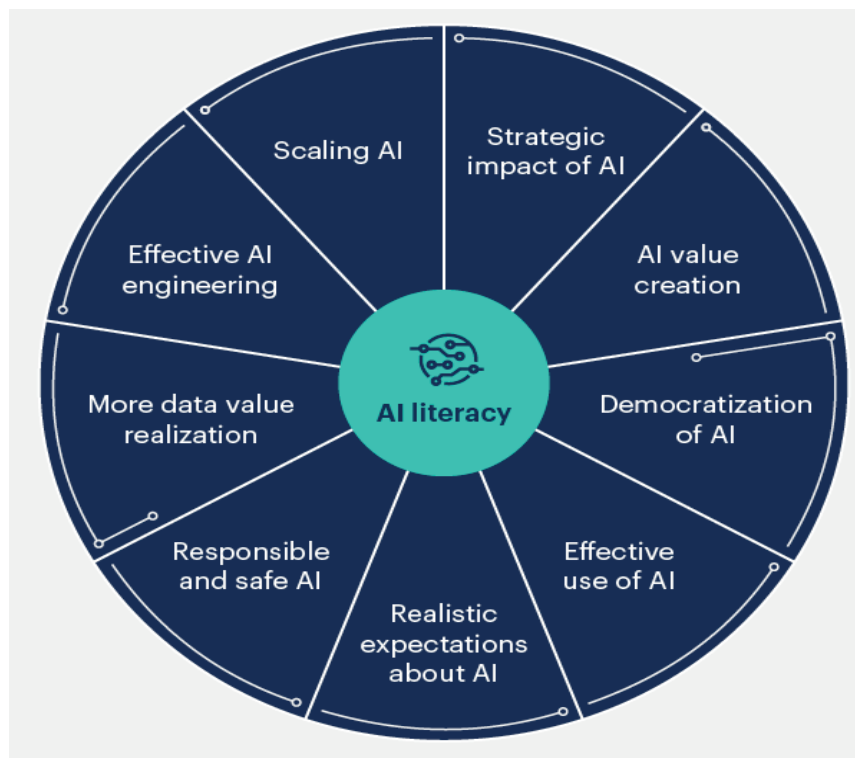 Strategic
impact of AI
AI value
creation
Democratization
of AI
Effective
use of AI
Realistic
expectations
about AI
Responsible
and safe AI
More data value
realization
Effective AI
engineering
Scaling AI
AI literacy